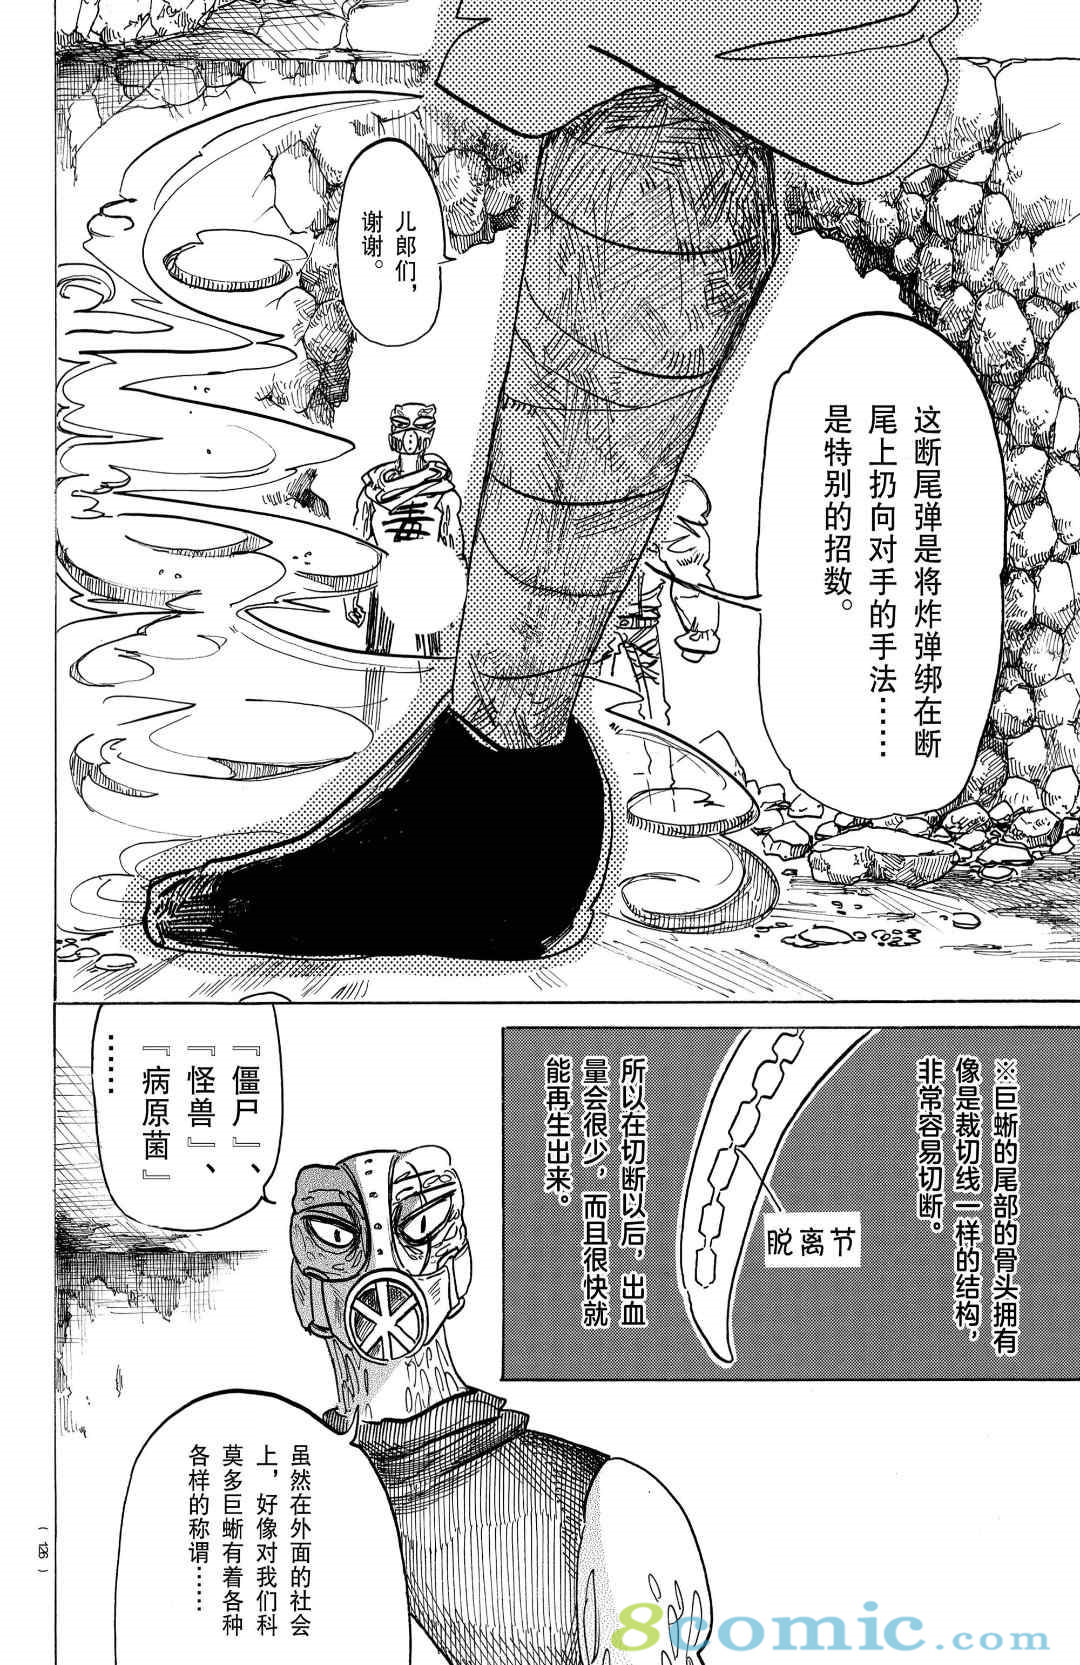 儿郎们，
谢谢。
毒
这断尾弹是将炸弹绑在断
尾上扔向对手的手法……
是特别的招数。
※巨蜥的尾部的骨头拥有
像是裁切线一样的结构，
非常容易切断。
脱离节
所以在切断以后，出血
量会很少，而且很快就
能再生出来。
『僵尸』、
『怪兽』、
『病原菌』
……
虽然在外面的社会
上，好像对我们科
莫多巨蜥有着各种
各样的称谓……
8comic.com